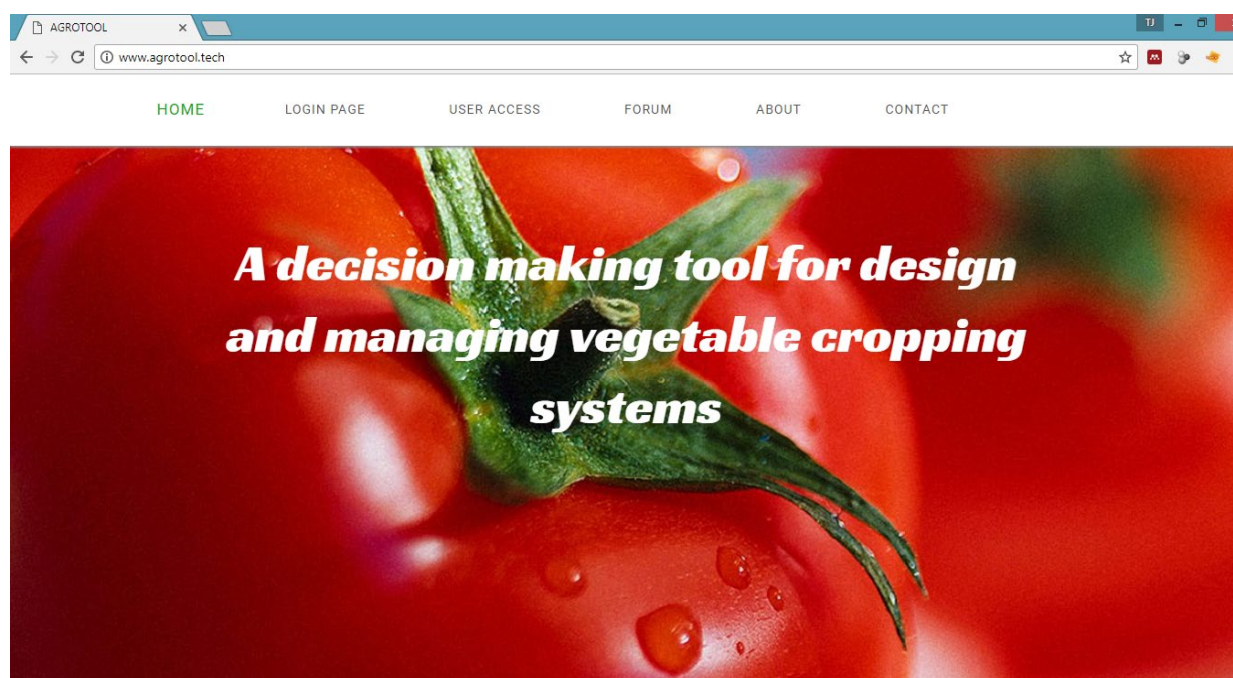 AGROTOOL
TJ
www.agrotool.tech
HOME LOGIN PAGE USER ACCESS FORUM ABOUT CONTACT
A decision making tool for design
and managing vegetable cropping
systems